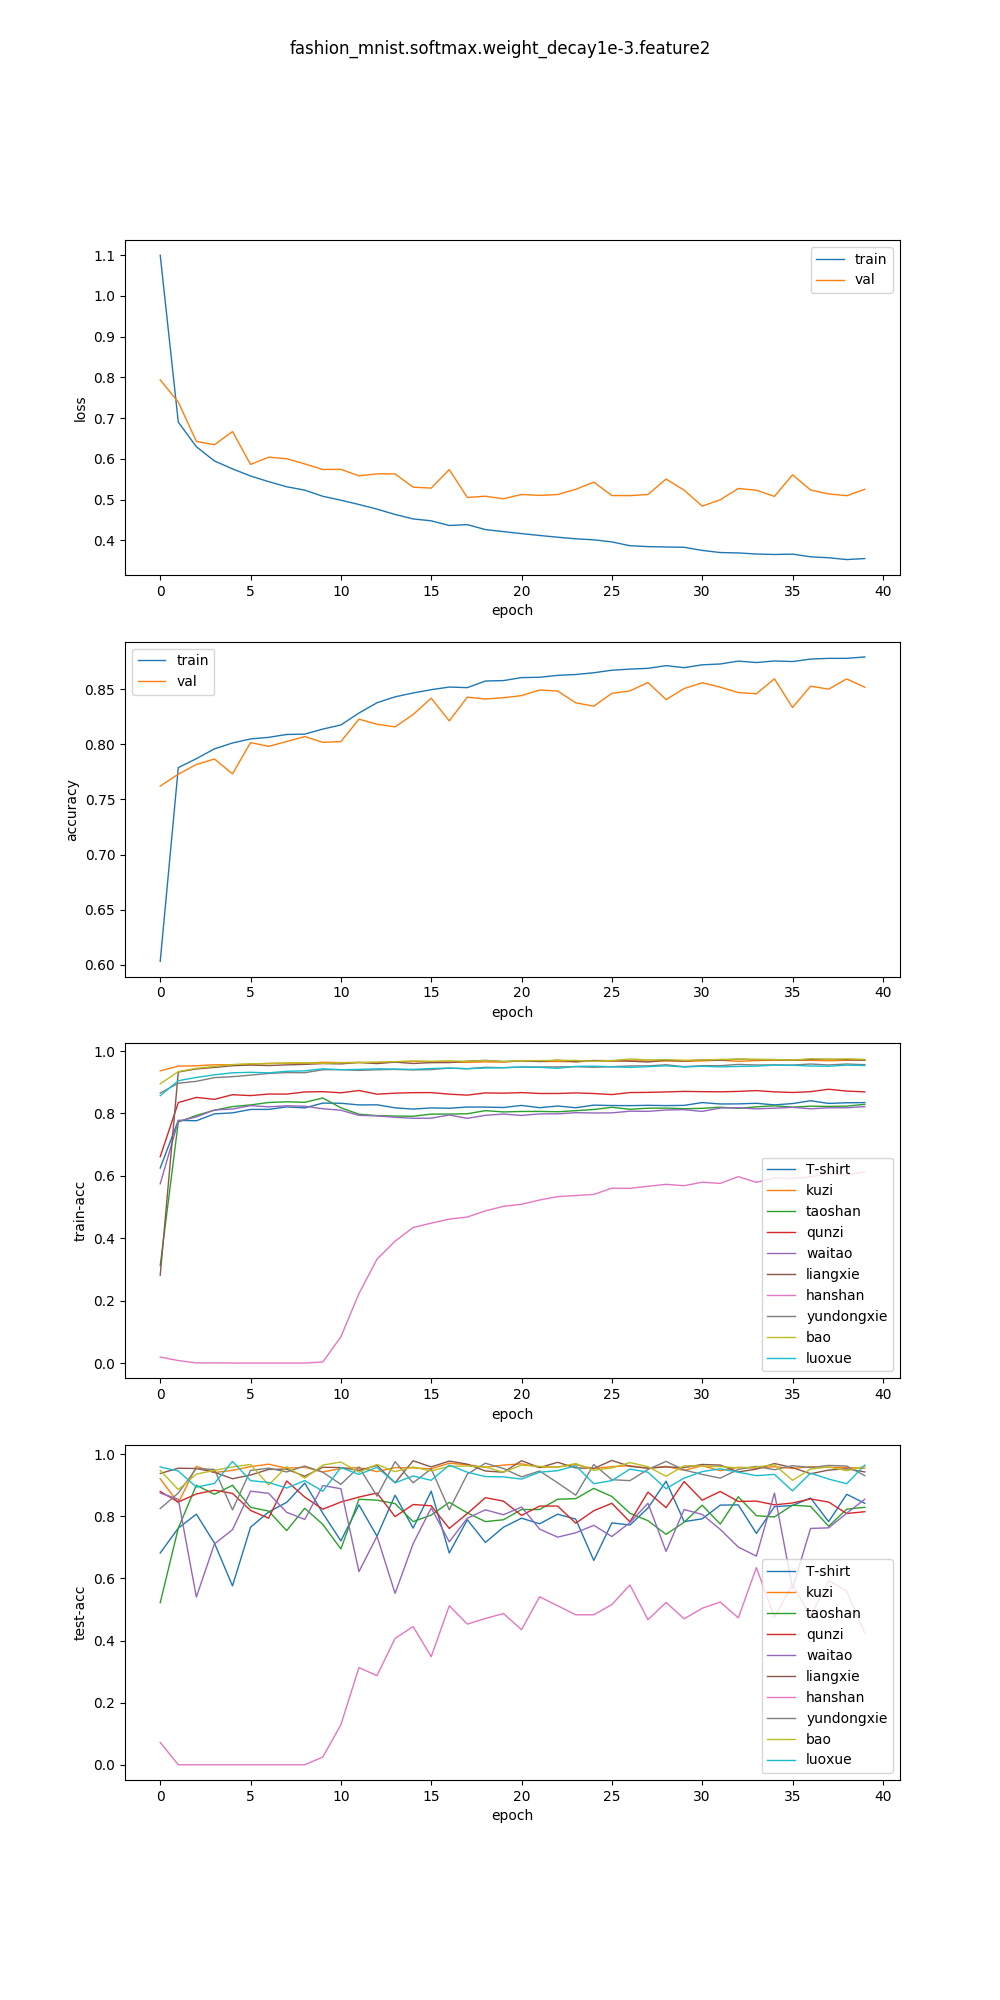 fashion_mnist.softmax.weight_decay1e-3.feature2
1.1
1.0
0.9
0.8
0.7
0.6
0.5
0.4
loss
train
val
0 5 10 15 20 25 30 35 40
epoch
0.85
0.80
0.75
0.70
0.65
0.60
accuracy
train
val
0 5 10 15 20 25 30 35 40
epoch
1.0
0.8
0.6
0.4
0.2
0.0
train-acc
T-shirt
kuzi
taoshan
qunzi
waitao
liangxie
hanshan
yundongxie
bao
luoxue
0 5 10 15 20 25 30 35 40
epoch
1.0
0.8
0.6
0.4
0.2
0.0
test-acc
T-shirt
kuzi
taoshan
qunzi
waitao
liangxie
hanshan
yundongxie
bao
luoxue
0 5 10 15 20 25 30 35 40
epoch